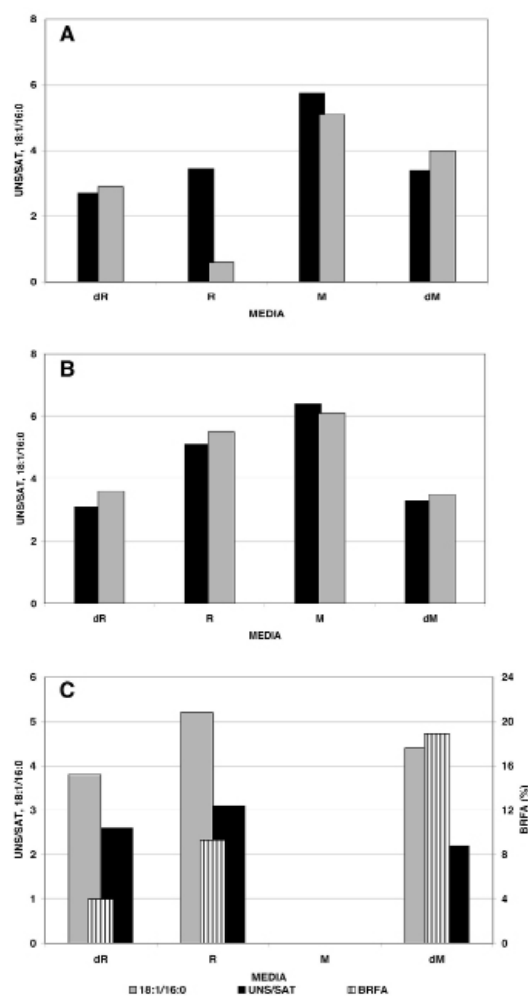 A
8
6
4
2
0
UNS/SAT, 18:1/16:0
dR R M dM
MEDIA
B
8
6
4
2
0
UNS/SAT, 18:1/16:0
dR R M dM
MEDIA
C
6
5
4
3
2
1
0
UNS/SAT, 18:1/16:0
24
20
16
12
8
4
0
BRFA (%)
dR R M dM
MEDIA
18:1/16:0 UNS/SAT BRFA